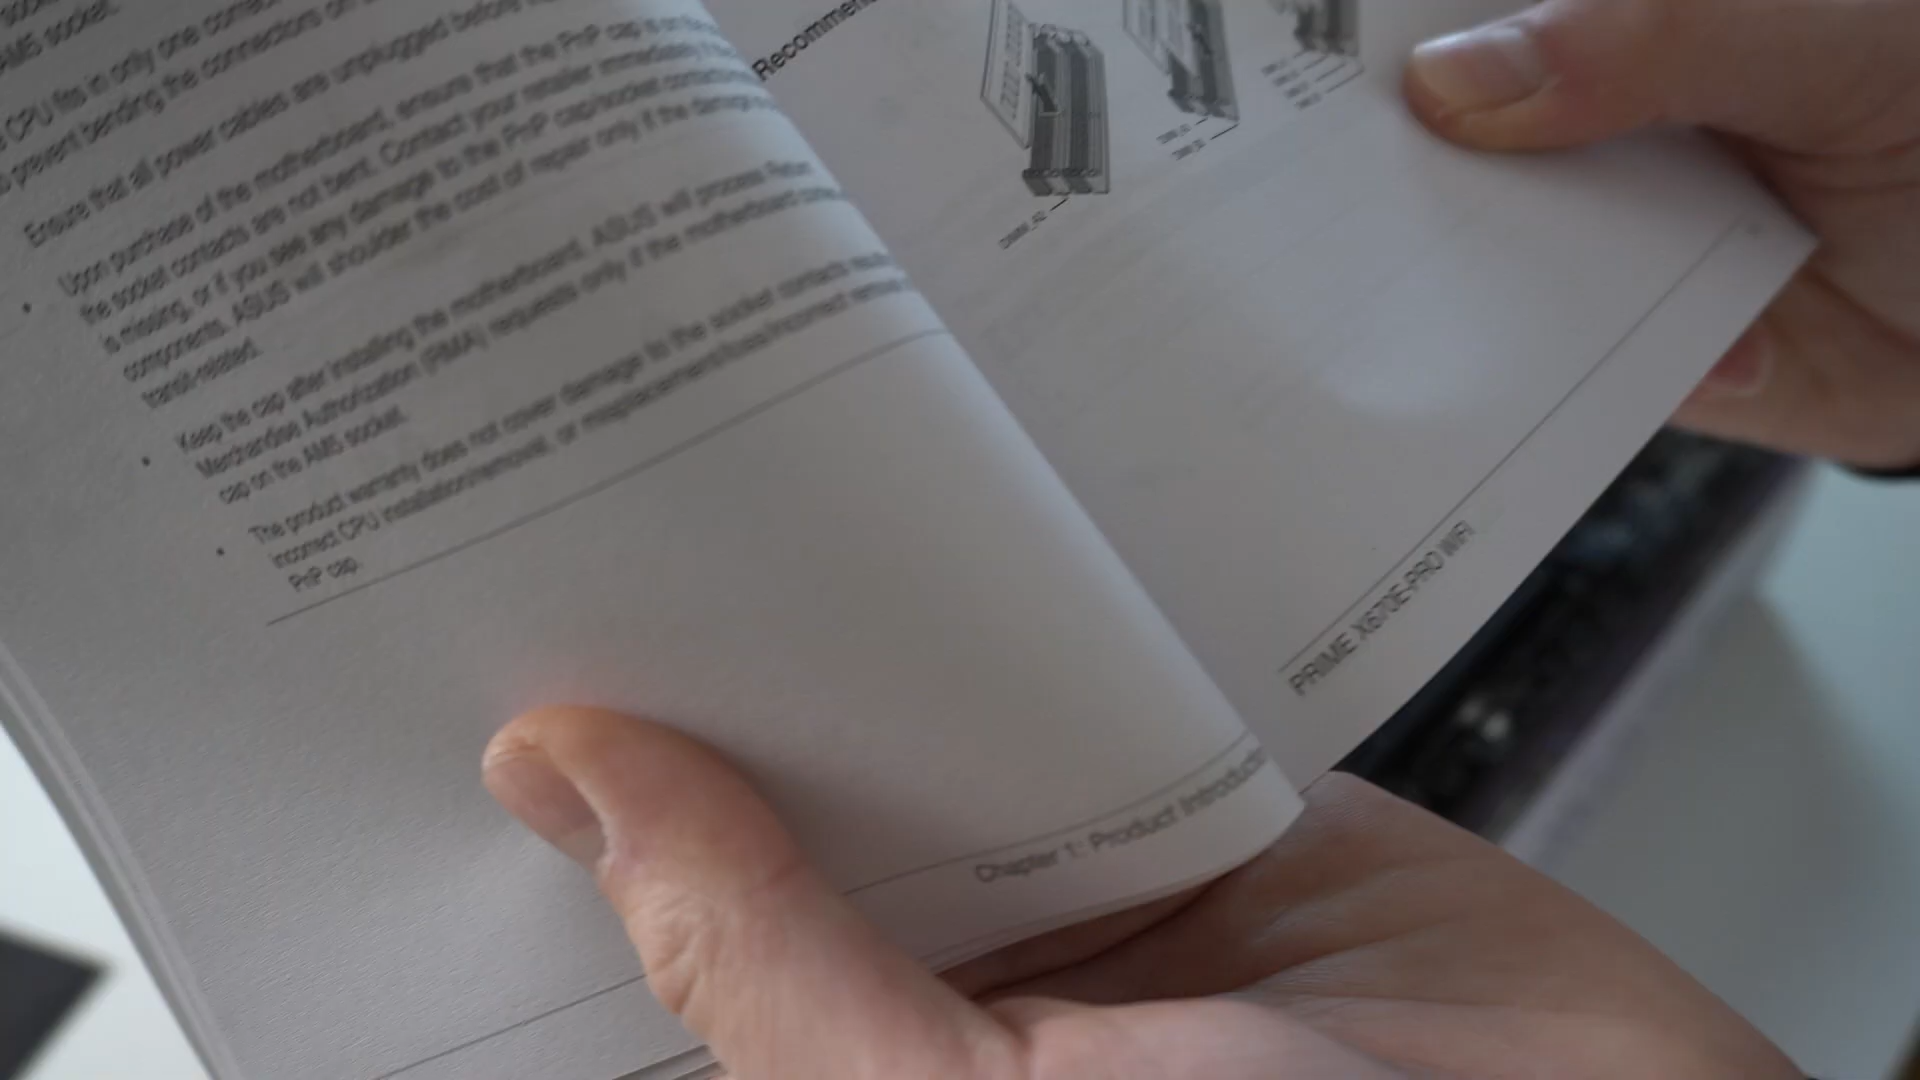 AM5 socket.
CPU fits in only one correct
prevent bending the connectors on
Ensure that all power cables are unplugged before
• Upon purchase of the motherboard, ensure that the PnP cap is on
the socket contacts are not bent. Contact your retailer immediately if the
is missing, or if you see any damage to the PnP cap/socket contacts
components. ASUS will shoulder the cost of repair only if the damage is
transit-related.
• Keep the cap after installing the motherboard. ASUS will process Return
Merchandise Authorization (RMA) requests only if the motherboard comes
cap on the AM5 socket.
• The product warranty does not cover damage to the socket contacts
incorrect CPU installation/removal, or misplacement/loss/incorrect
PnP cap.
Chapter 1: Product Introducti
Recommen
DIMM_A2
PRIME X670E-PRO WIFI